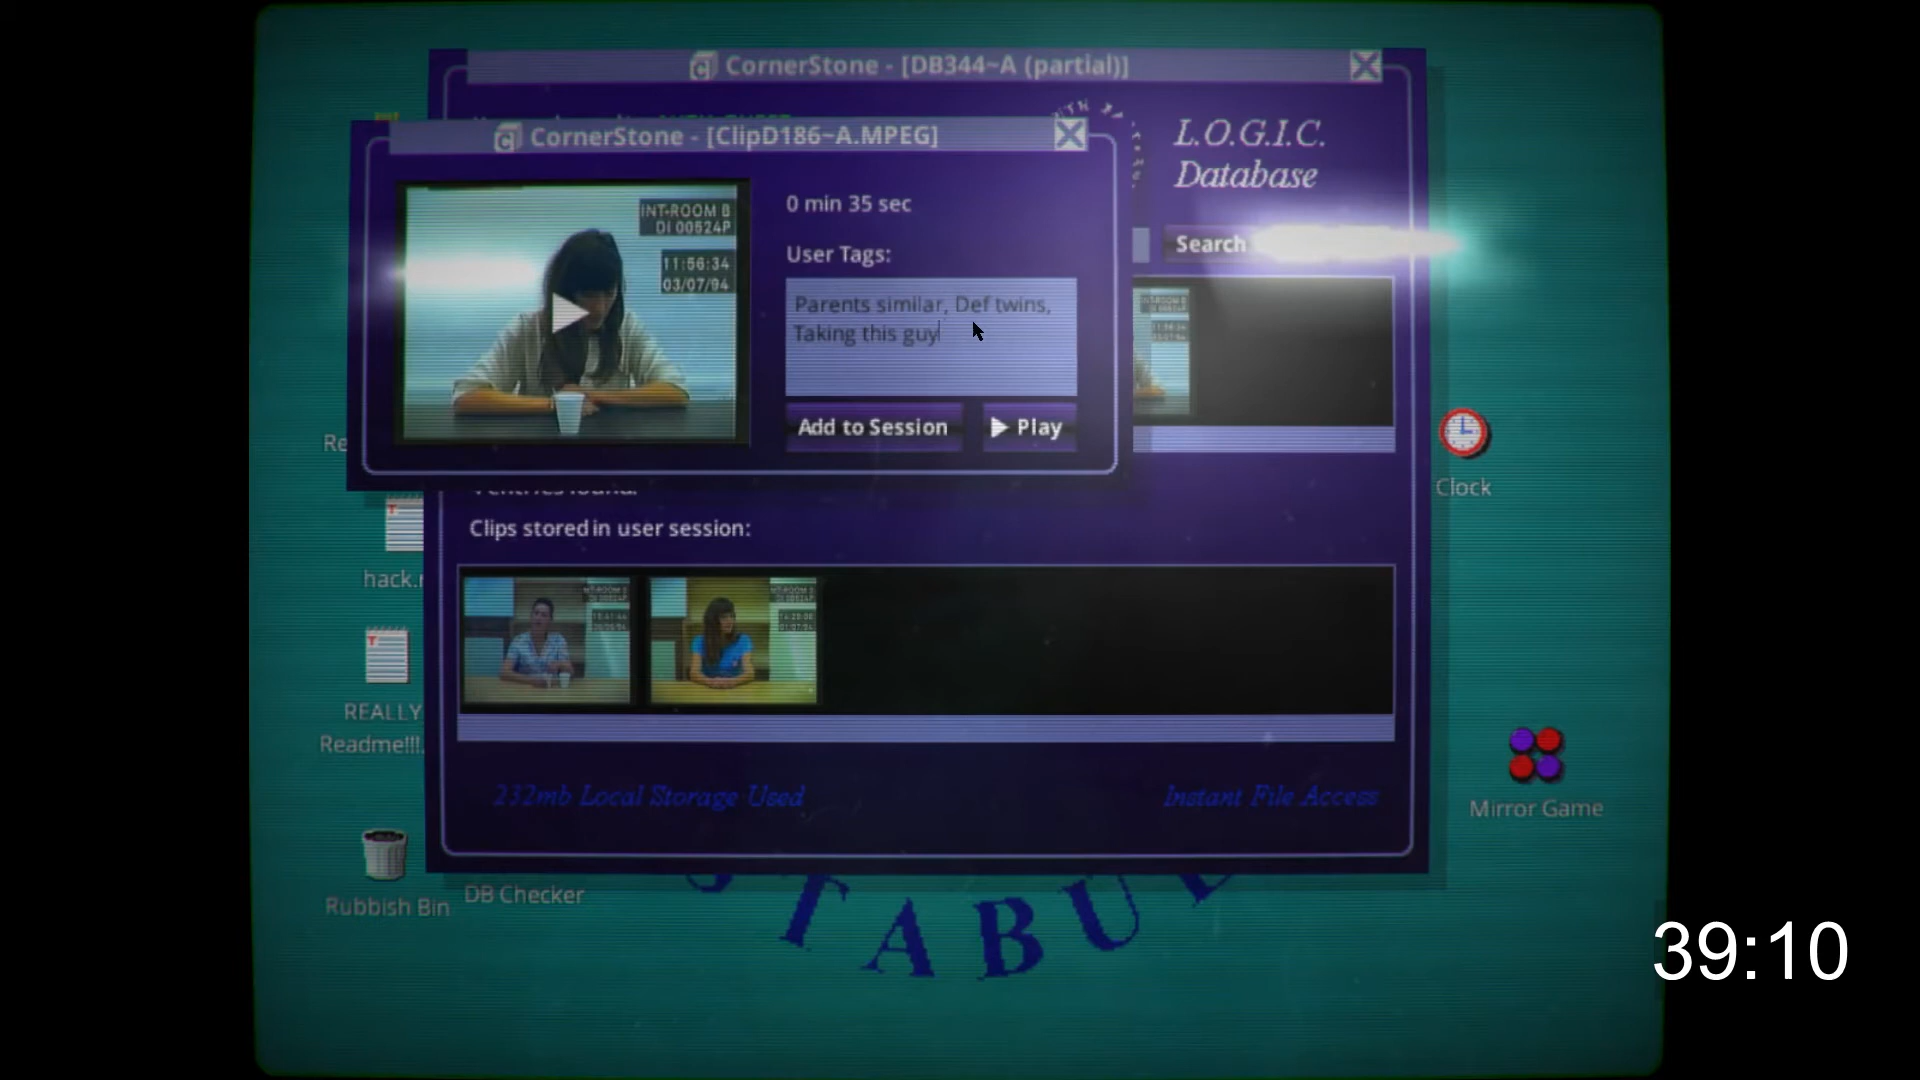 CornerStone - [DB344~A (partial)]
L.O.G.I.C.
Database
CornerStone - [ClipD186~A.MPEG]
INT-ROOM B
DI 00524P
11:56:34
03/07/94
0 min 35 sec
User Tags:
Parents similar, Def twins,
Taking this guy
Add to Session
Play
Search
Clips stored in user session:
Re
hack.
REALLY
Readme!!!.
Clock
Mirror Game
232mb Local Storage Used
Instant File Access
Rubbish Bin
DB Checker
TABU
39:10